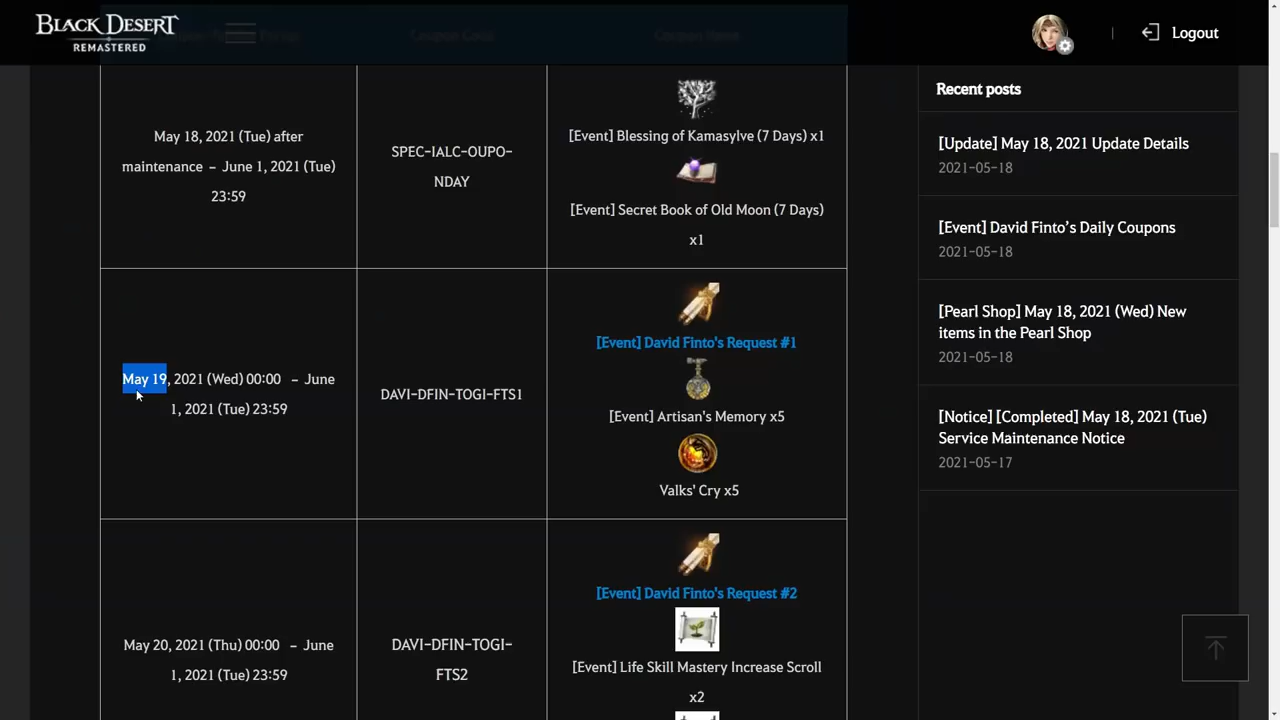 BLACK DESERT
REMASTERED
Logout
May 18, 2021 (Tue) after
maintenance – June 1, 2021 (Tue)
23:59
SPEC-IALC-OUPO-
NDAY
[Event] Blessing of Kamasylve (7 Days) x1
[Event] Secret Book of Old Moon (7 Days)
x1
May 19, 2021 (Wed) 00:00 – June
1, 2021 (Tue) 23:59
DAVI-DFIN-TOGI-FTS1
[Event] David Finto's Request #1
[Event] Artisan's Memory x5
Valks' Cry x5
May 20, 2021 (Thu) 00:00 – June
1, 2021 (Tue) 23:59
DAVI-DFIN-TOGI-
FTS2
[Event] David Finto's Request #2
[Event] Life Skill Mastery Increase Scroll
x2
Recent posts
[Update] May 18, 2021 Update Details
2021-05-18
[Event] David Finto’s Daily Coupons
2021-05-18
[Pearl Shop] May 18, 2021 (Wed) New
items in the Pearl Shop
2021-05-18
[Notice] [Completed] May 18, 2021 (Tue)
Service Maintenance Notice
2021-05-17